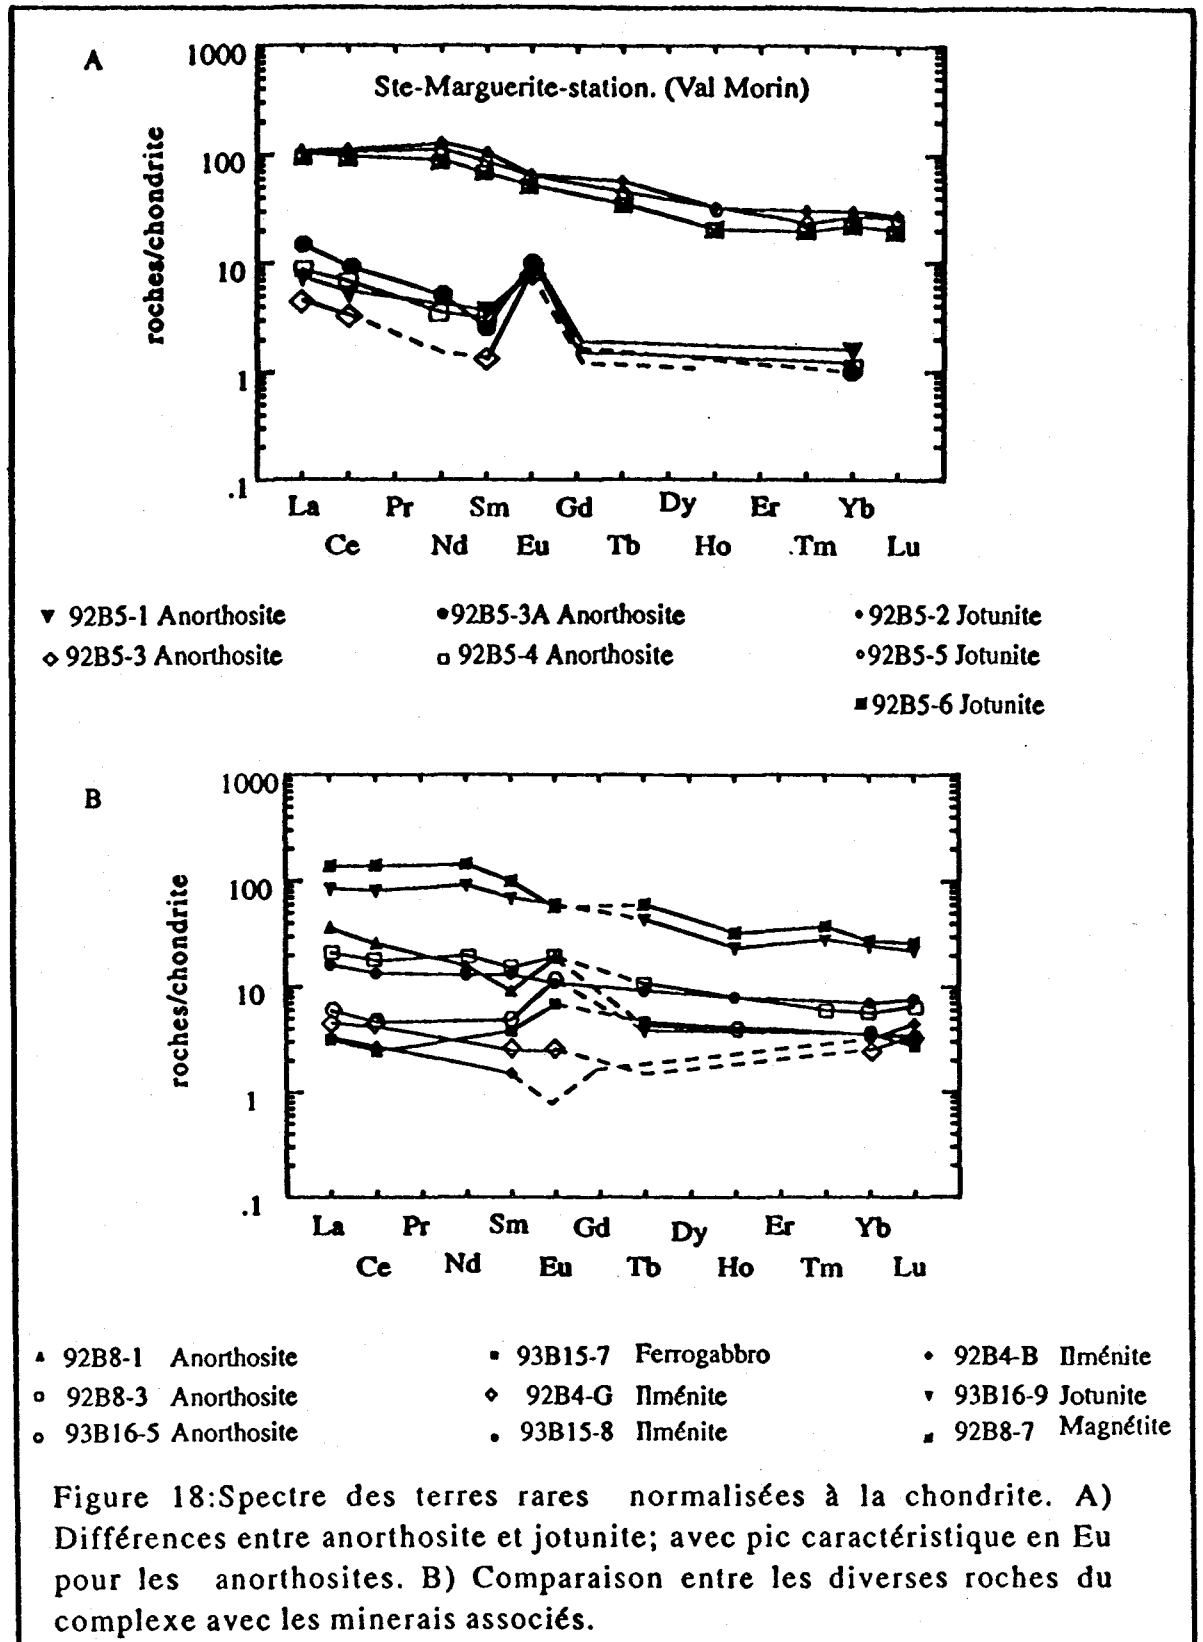 A
1000
Ste-Marguerite-station. (Val Morin)
100
10
1
.1
roches/chondrite
La Pr Sm Gd Dy Er Yb
Ce Nd Eu Tb Ho .Tm Lu
92B5-1 Anorthosite 92B5-3A Anorthosite 92B5-2 Jotunite
92B5-3 Anorthosite 92B5-4 Anorthosite 92B5-5 Jotunite
92B5-6 Jotunite
B
1000
100
10
1
.1
roches/chondrite
La Pr Sm Gd Dy Er Yb
Ce Nd Eu Tb Ho Tm Lu
92B8-1 Anorthosite 93B15-7 Ferrogabbro 92B4-B Ilménite
92B8-3 Anorthosite 92B4-G Ilménite 93B16-9 Jotunite
93B16-5 Anorthosite 93B15-8 Ilménite 92B8-7 Magnétite
Figure 18:Spectre des terres rares normalisées à la chondrite. A)
Différences entre anorthosite et jotunite; avec pic caractéristique en Eu
pour les anorthosites. B) Comparaison entre les diverses roches du
complexe avec les minerais associés.